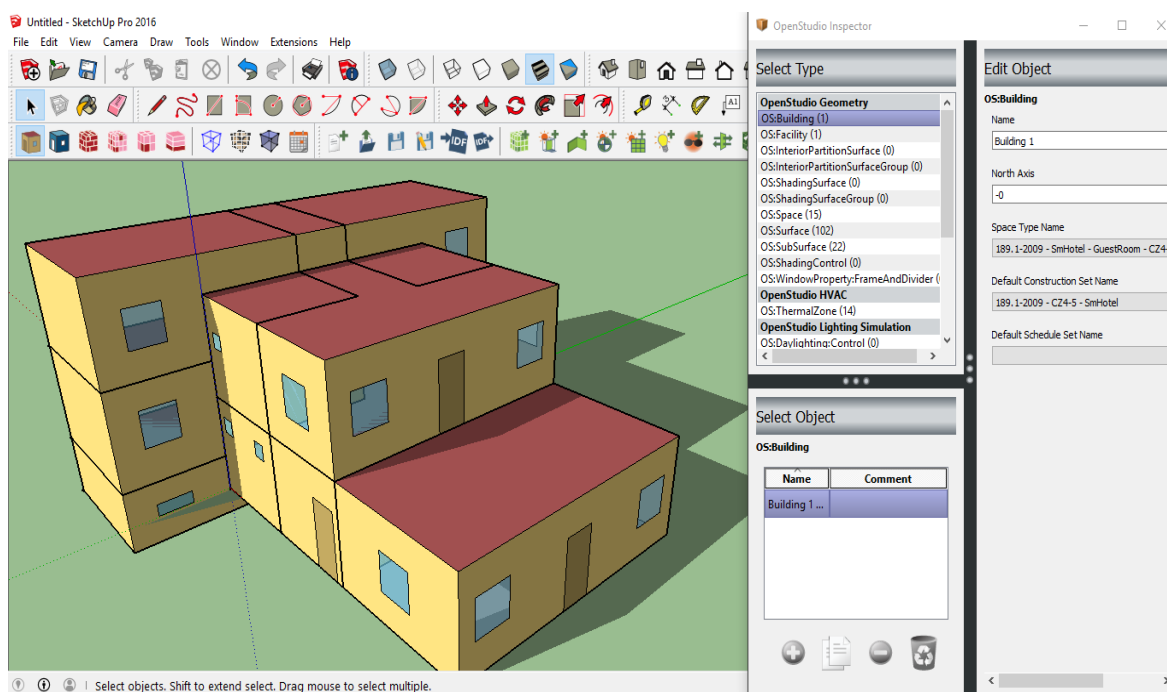 Untitled - SketchUp Pro 2016
File Edit View Camera Draw Tools Window Extensions Help
A1
IDF
IDF
Select objects. Shift to extend select. Drag mouse to select multiple.
OpenStudio Inspector
Select Type
OpenStudio Geometry
OS:Building (1)
OS:Facility (1)
OS:InteriorPartitionSurface (0)
OS:InteriorPartitionSurfaceGroup (0)
OS:ShadingSurface (0)
OS:ShadingSurfaceGroup (0)
OS:Space (15)
OS:Surface (102)
OS:SubSurface (22)
OS:ShadingControl (0)
OS:WindowProperty:FrameAndDivider (
OpenStudio HVAC
OS:ThermalZone (14)
OpenStudio Lighting Simulation
OS:Daylighting:Control (0)
Select Object
OS:Building
Name Comment
Building 1 ...
Edit Object
OS:Building
Name
Building 1
North Axis
-0
Space Type Name
189.1-2009 - SmHotel - GuestRoom - CZ4-
Default Construction Set Name
189.1-2009 - CZ4-5 - SmHotel
Default Schedule Set Name